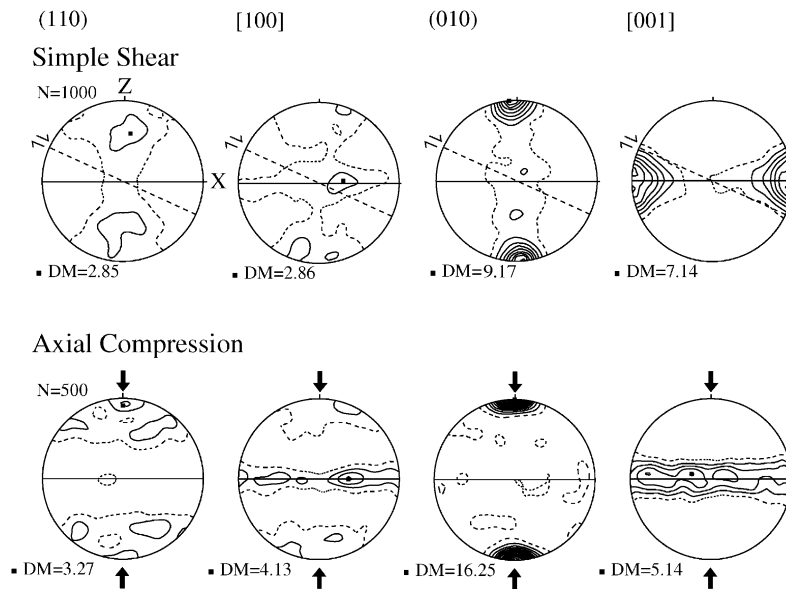 (110) [100] (010) [001]
Simple Shear
N=1000 Z
X
DM=2.85 DM=2.86 DM=9.17 DM=7.14
Axial Compression
N=500
DM=3.27 DM=4.13 DM=16.25 DM=5.14